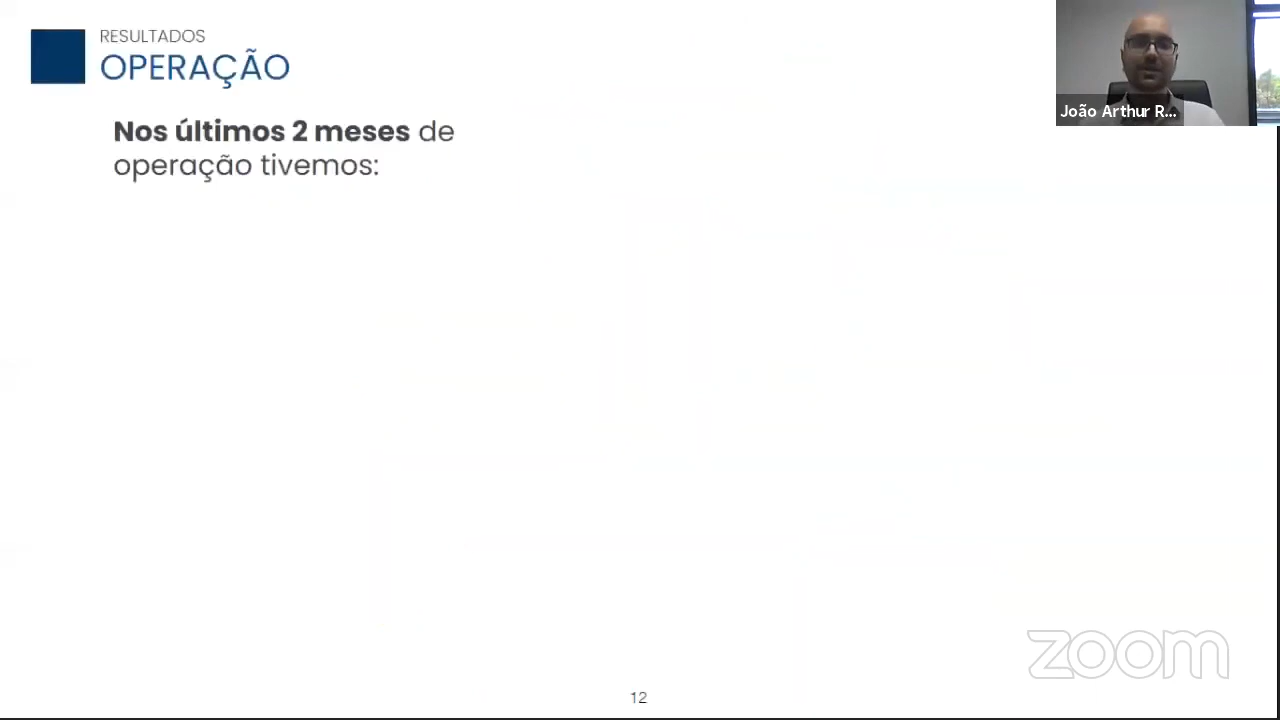 RESULTADOS
OPERAÇÃO
Nos últimos 2 meses de
operação tivemos:
João Arthur R...
zoom
12